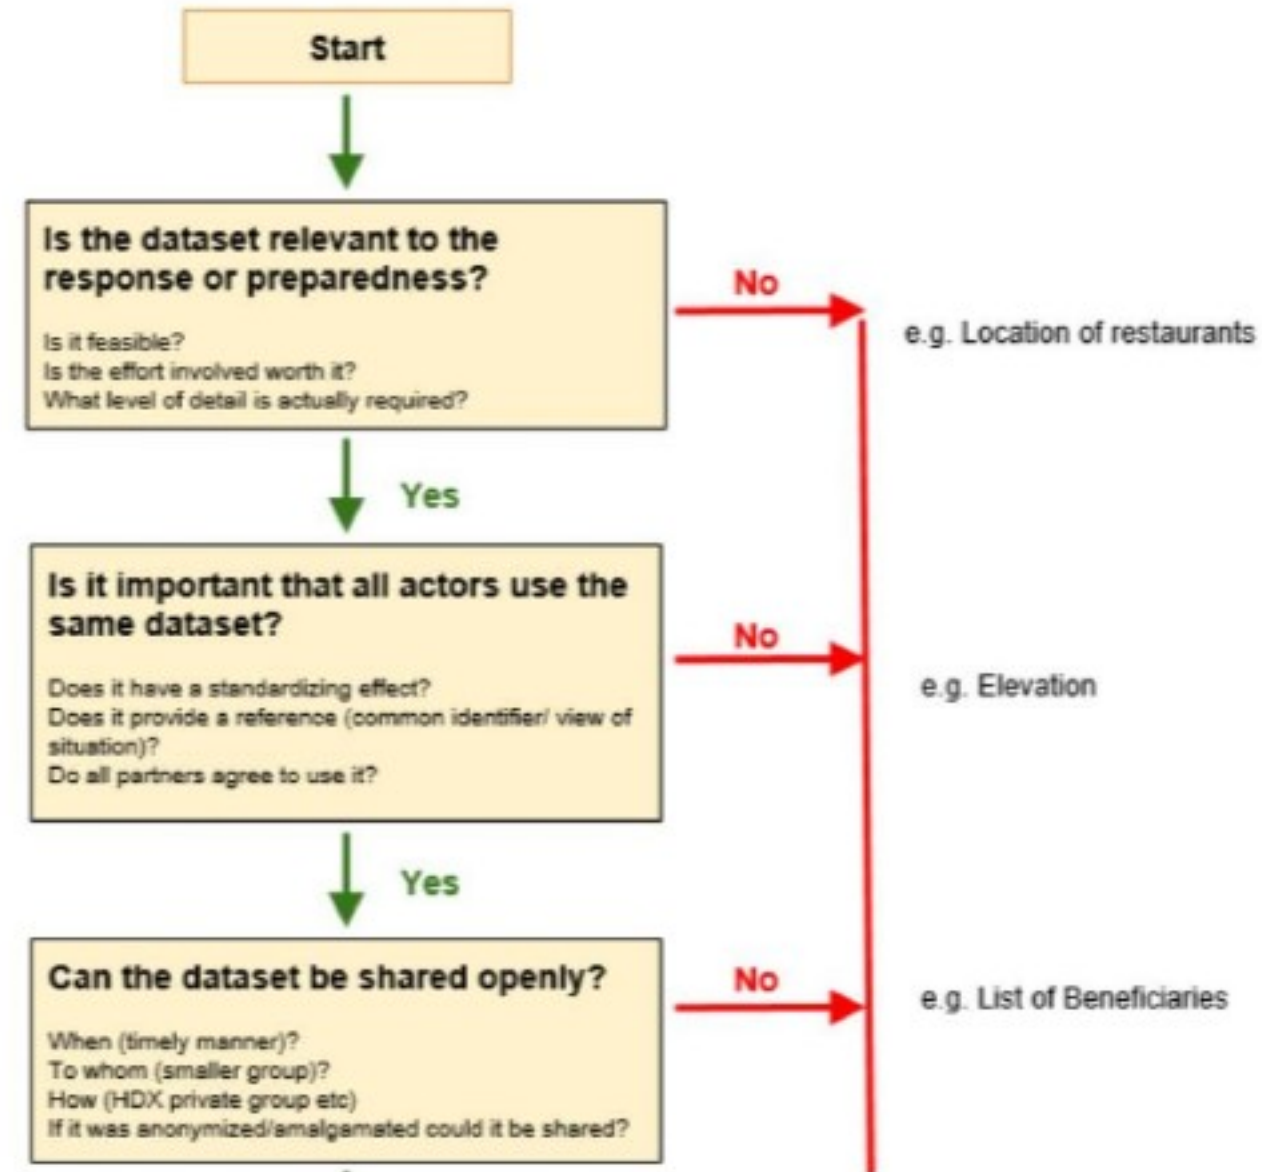 Start
Is the dataset relevant to the
response or preparedness?
Is it feasible?
Is the effort involved worth it?
What level of detail is actually required?
No
e.g. Location of restaurants
Yes
Is it important that all actors use the
same dataset?
Does it have a standardizing effect?
Does it provide a reference (common identifier/ view of
situation)?
Do all partners agree to use it?
No
e.g. Elevation
Yes
Can the dataset be shared openly?
When (timely manner)?
To whom (smaller group)?
How (HDX private group etc)
If it was anonymized/amalgamated could it be shared?
No
e.g. List of Beneficiaries